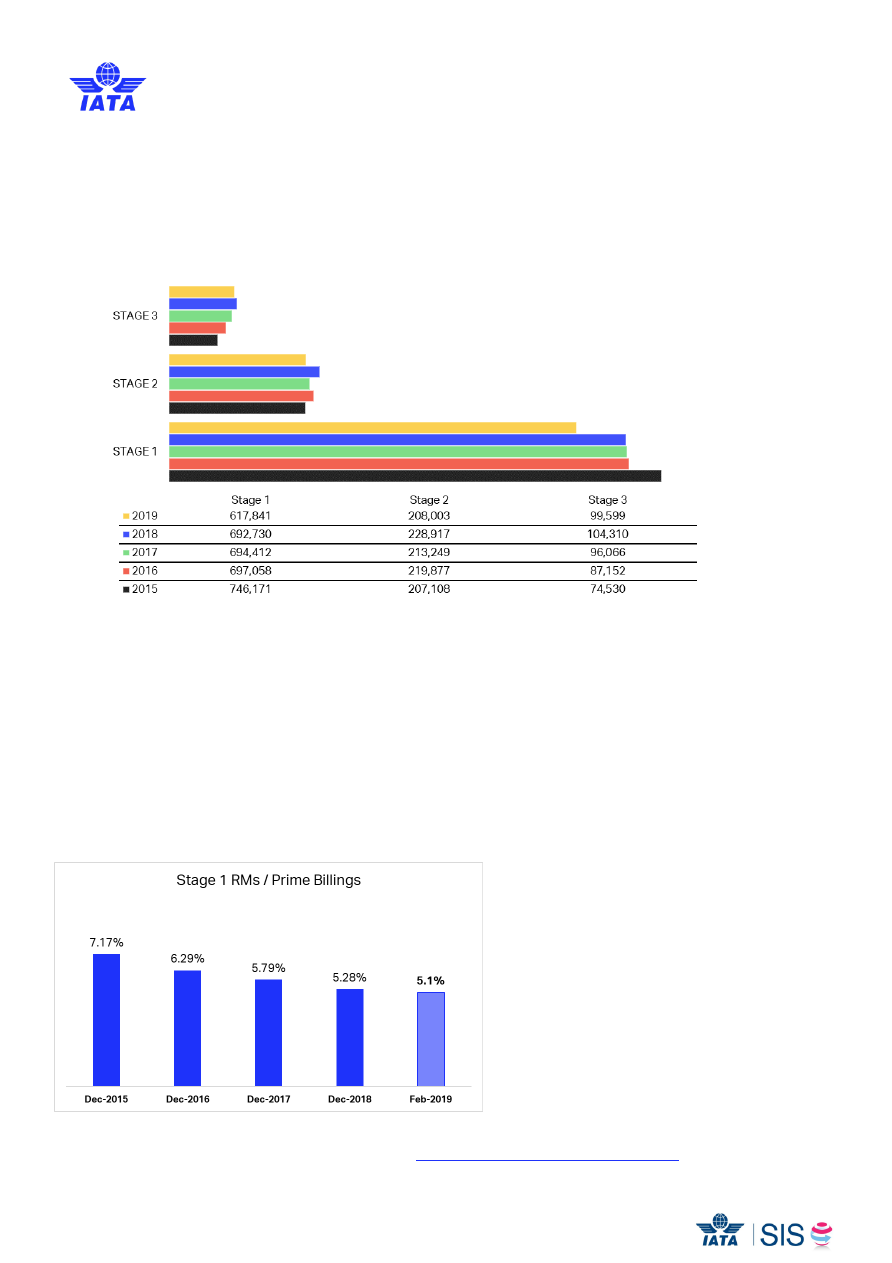 IATA
STAGE 3
STAGE 2
STAGE 1
Stage 1 Stage 2 Stage 3
2019 617,841 208,003 99,599
2018 692,730 228,917 104,310
2017 694,412 213,249 96,066
2016 697,058 219,877 87,152
2015 746,171 207,108 74,530
Stage 1 RMs / Prime Billings
7.17%
6.29%
5.79%
5.28%
5.1%
Dec-2015 Dec-2016 Dec-2017 Dec-2018 Feb-2019
IATA SIS